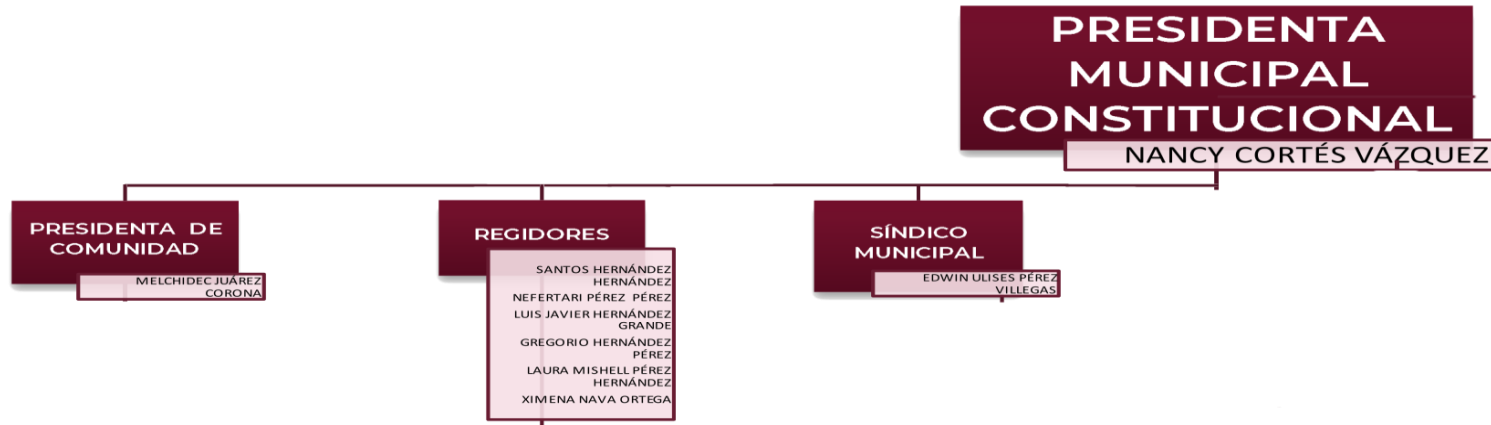 PRESIDENTA
MUNICIPAL
CONSTITUCIONAL
NANCY CORTÉS VÁZQUEZ
PRESIDENTA DE
COMUNIDAD
MELCHIDEC JUÁREZ
CORONA
REGIDORES
SANTOS HERNÁNDEZ
HERNÁNDEZ
NEFERTARI PÉREZ PÉREZ
LUIS JAVIER HERNÁNDEZ
GRANDE
GREGORIO HERNÁNDEZ
PÉREZ
LAURA MISHELL PÉREZ
HERNÁNDEZ
XIMENA NAVA ORTEGA
SÍNDICO
MUNICIPAL
EDWIN ULISES PÉREZ
VILLEGAS